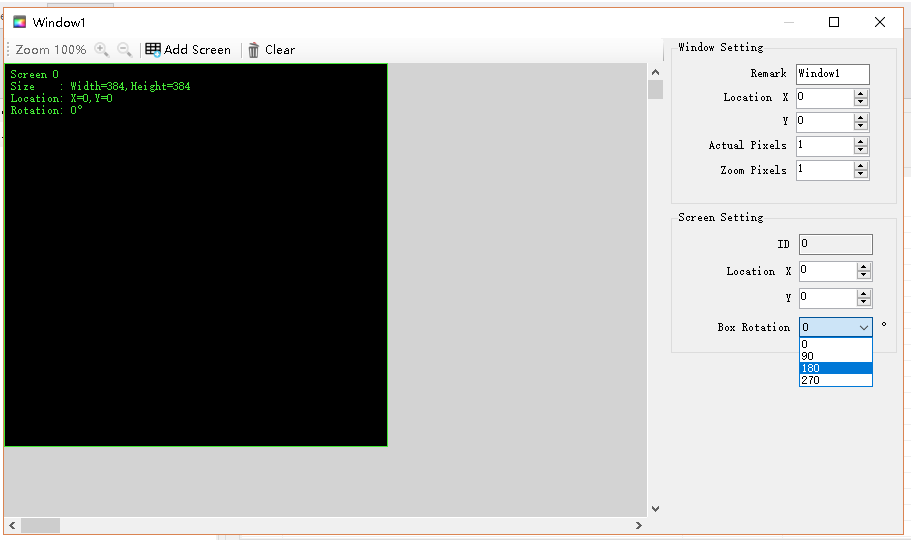 Window1
Zoom 100% Add Screen Clear
Screen 0
Size : Width=384,Height=384
Location: X=0,Y=0
Rotation: 0°
Window Setting
Remark Window1
Location X 0
Y 0
Actual Pixels 1
Zoom Pixels 1
Screen Setting
ID 0
Location X 0
Y 0
Box Rotation 0 °
0
90
180
270